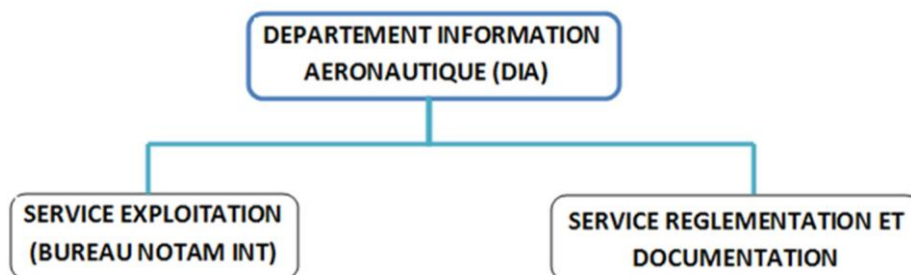 DEPARTEMENT INFORMATION
AERONAUTIQUE (DIA)
SERVICE EXPLOITATION
(BUREAU NOTAM INT)
SERVICE REGLEMENTATION ET
DOCUMENTATION